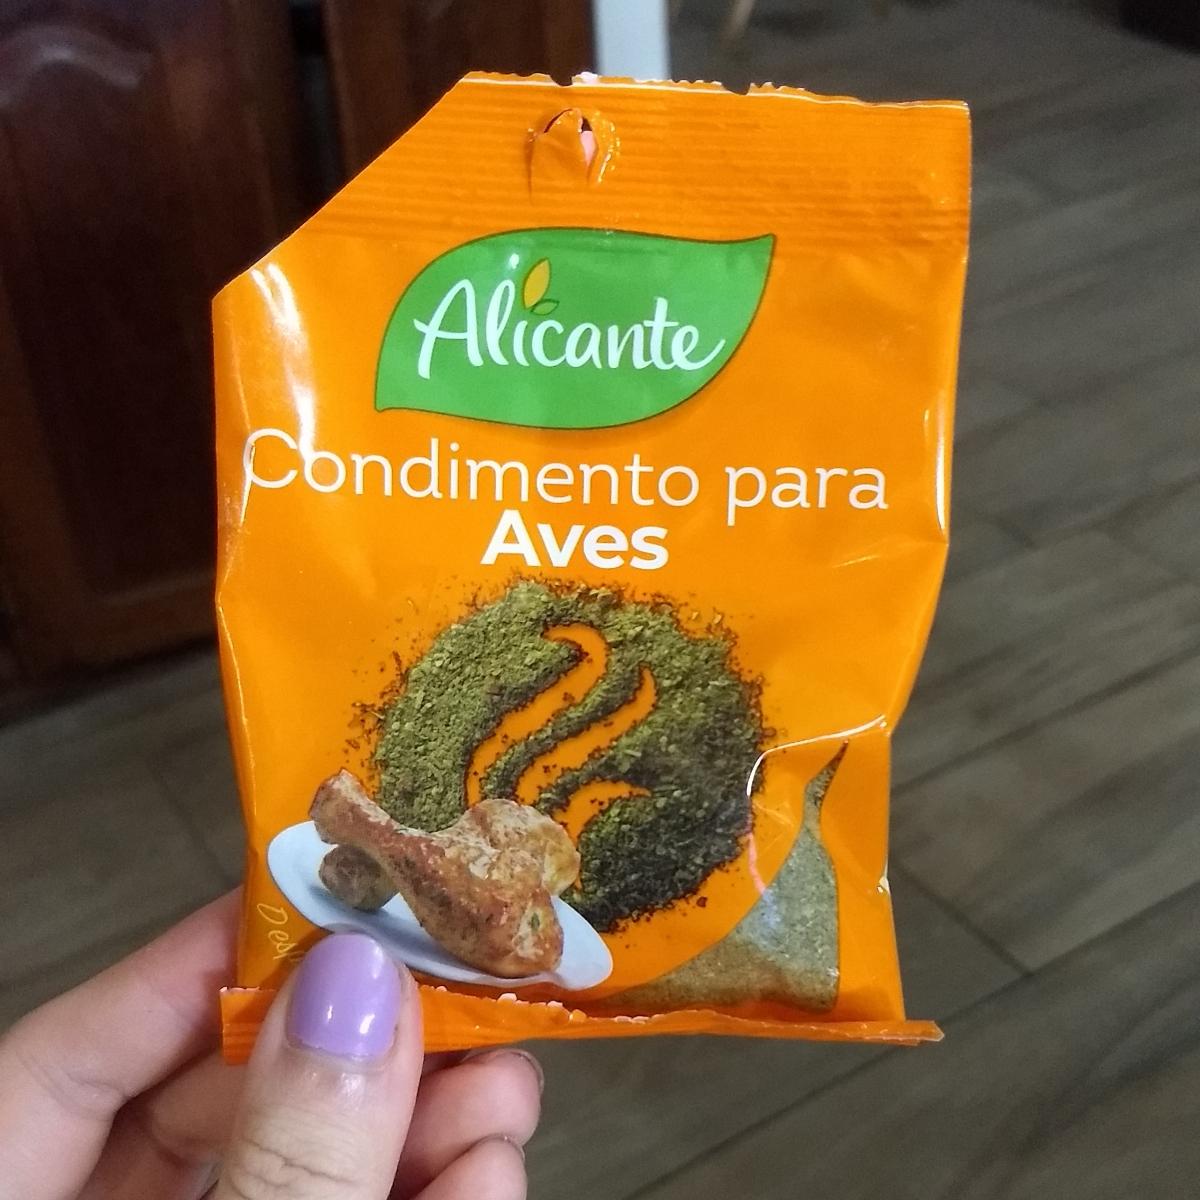 Alicante
Condimento para
Aves